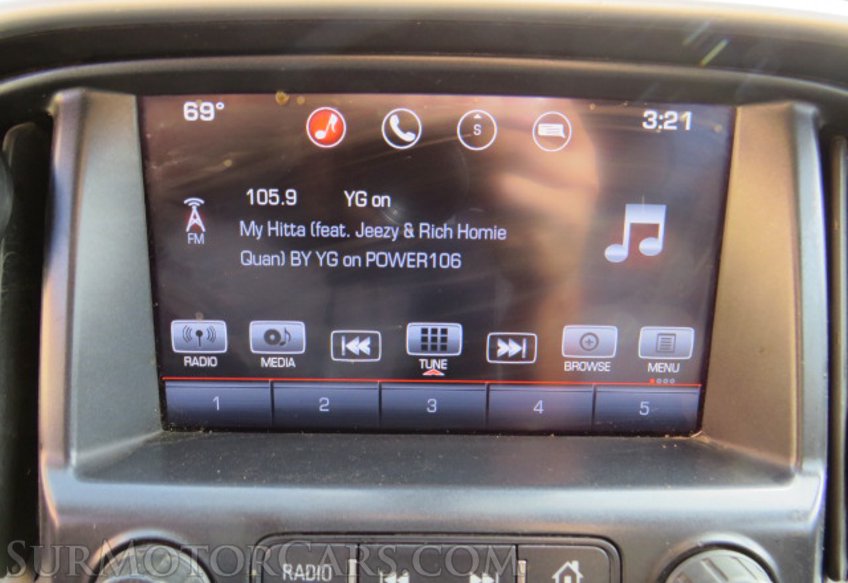 69°
S
3:21
105.9 YG on
FM
My Hitta (feat. Jeezy & Rich Homie
Quan) BY YG on POWER106
RADIO MEDIA TUNE BROWSE MENU
1 2 3 4 5
SurMotorCars.com
RADIO